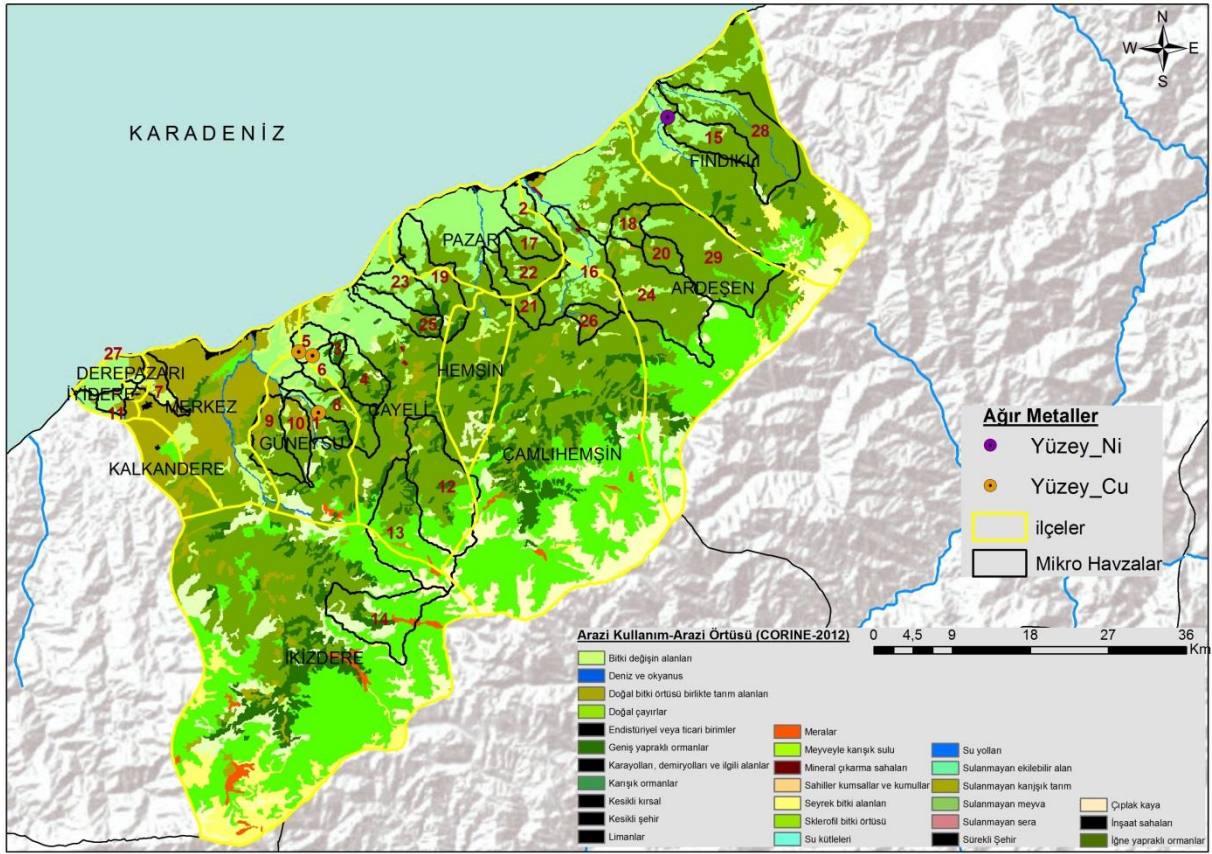 N
W E
S
KARADENİZ
28
15
FINDIKLI
2
18
PAZAR
17
20
29
19
22
16
23
24
ARDEŞEN
21
25
26
5
3
27
6
HEMŞİN
DEREPAZARI
4
İYİDERE
7
8
ÇAYELİ
MERKEZ
11
9
10
1
GÜNEYSU
ÇAMLIHEMŞİN
KALKANDERE
12
13
14
İKİZDERE
Ağır Metaller
Yüzey_Ni
Yüzey_Cu
ilçeler
Mikro Havzalar
Arazi Kullanım-Arazi Örtüsü (CORINE-2012)
0 4,5 9 18 27 36
Km
Bitki değişin alanları
Deniz ve okyanus
Doğal bitki örtüsü birlikte tarım alanları
Doğal çayırlar
Endistüriyel veya ticari birimler
Geniş yapraklı ormanlar
Karayolları, demiryolları ve ilgili alanlar
Karışık ormanlar
Kesikli kırsal
Kesikli şehir
Limanlar
Meralar
Meyveyle karışık sulu
Mineral çıkarma sahaları
Sahiller kumsallar ve kumullar
Seyrek bitki alanları
Sklerofil bitki örtüsü
Su kütleleri
Su yolları
Sulanmayan ekilebilir alan
Sulanmayan karışık tarım
Sulanmayan meyva
Sulanmayan sera
Sürekli Şehir
Çıplak kaya
İnşaat sahaları
İğne yapraklı ormanlar